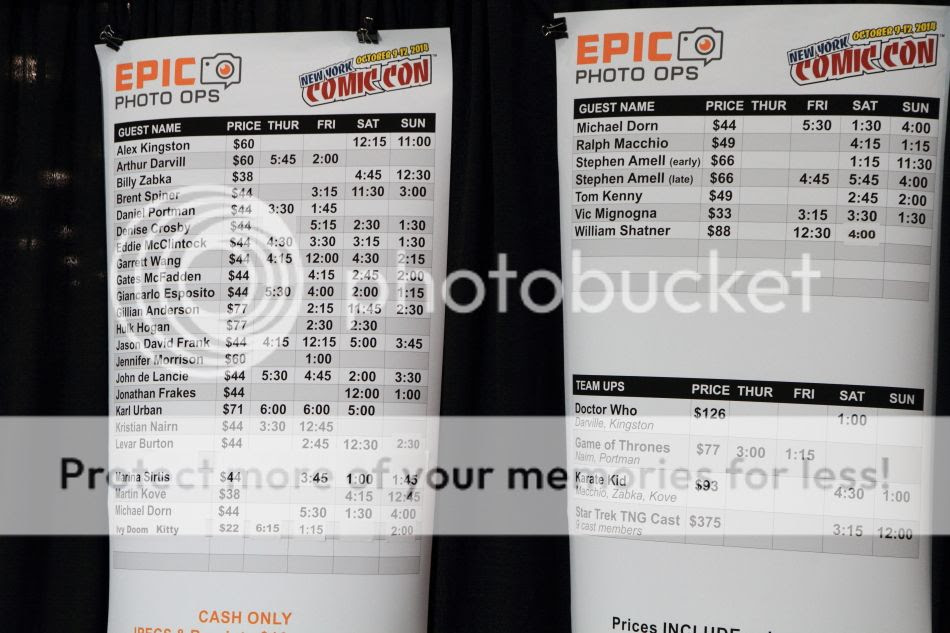 EPIC
PHOTO OPS
OCTOBER 9-12, 2014
NEW YORK
COMIC CON
GUEST NAME PRICE THUR FRI SAT SUN
Alex Kingston $60 12:15 11:00
Arthur Darvill $60 5:45 2:00
Billy Zabka $38 4:45 12:30
Brent Spiner $44 3:15 11:30 3:00
Daniel Portman $44 3:30 1:45
Denise Crosby $44 5:15 2:30 1:30
Eddie McClintock $44 4:30 3:30 3:15 1:30
Garrett Wang $44 4:15 12:00 4:30 2:15
Gates McFadden $44 4:15 2:45 2:00
Giancarlo Esposito $44 5:30 4:00 2:00 1:15
Gillian Anderson $77 2:15 11:45 2:30
Hulk Hogan $77 2:30 2:30
Jason David Frank $44 4:15 12:15 5:00 3:45
Jennifer Morrison $60 1:00
John de Lancie $44 5:30 4:45 2:00 3:30
Jonathan Frakes $44 12:00 1:00
Karl Urban $71 6:00 6:00 5:00
Kristian Nairn $44 3:30 12:45
Levar Burton $44 2:45 12:30 2:30
Marina Sirtis $44 3:45 1:00 1:45
Martin Kove $38 4:15 12:45
Michael Dorn $44 5:30 1:30 4:00
Ivy Doom Kitty $22 6:15 1:15 2:00
CASH ONLY
EPIC
PHOTO OPS
OCTOBER 9-12, 2014
NEW YORK
COMIC CON
GUEST NAME PRICE THUR FRI SAT SUN
Michael Dorn $44 5:30 1:30 4:00
Ralph Macchio $49 4:15 1:15
Stephen Amell (early) $66 1:15 11:30
Stephen Amell (late) $66 4:45 5:45 4:00
Tom Kenny $49 2:45 2:00
Vic Mignogna $33 3:15 3:30 1:30
William Shatner $88 12:30 4:00
TEAM UPS PRICE THUR FRI SAT SUN
Doctor Who $126 1:00
Darville, Kingston
Game of Thrones $77 3:00 1:15
Nairn, Portman
Karate Kid $93 4:30 1:00
Macchio, Zabka, Kove
Star Trek TNG Cast $375 3:15 12:00
9 cast members
Prices INCLUDE
photobucket
Protect more of your memories for less!